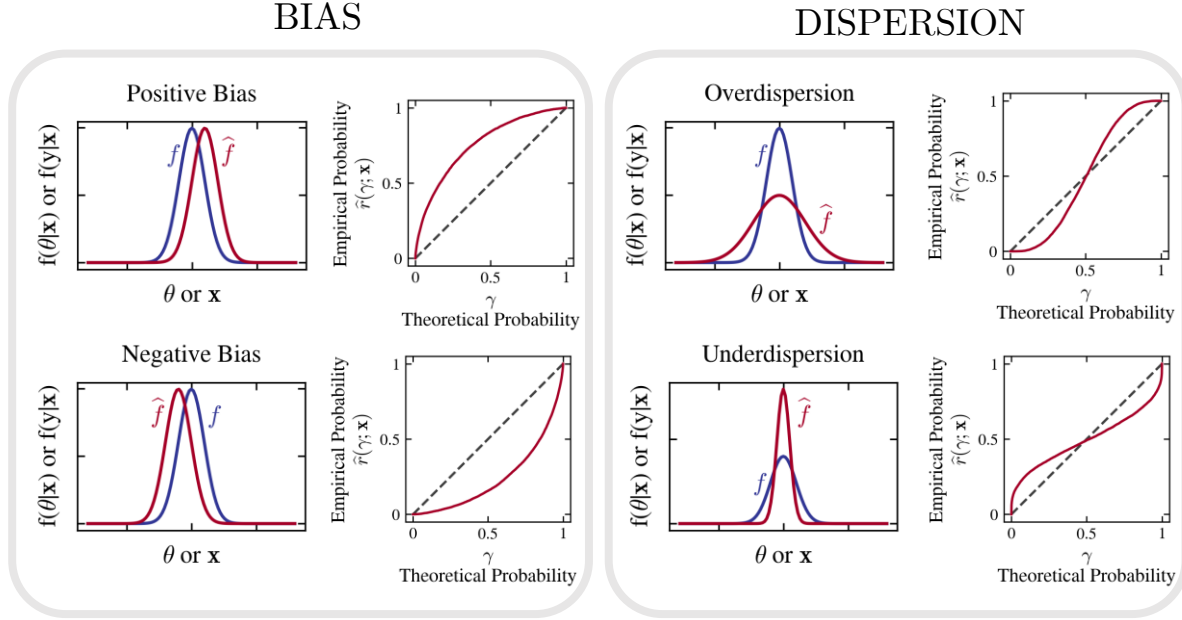 BIAS
Positive Bias
f(θ|x) or f(y|x)
f
f̂
θ or x
Empirical Probability
r̂(γ; x)
1
0.5
0
0
0.5
1
γ
Theoretical Probability
Negative Bias
f(θ|x) or f(y|x)
f̂
f
θ or x
Empirical Probability
r̂(γ; x)
1
0.5
0
0
0.5
1
γ
Theoretical Probability
DISPERSION
Overdispersion
f(θ|x) or f(y|x)
f
f̂
θ or x
Empirical Probability
r̂(γ; x)
1
0.5
0
0
0.5
1
γ
Theoretical Probability
Underdispersion
f(θ|x) or f(y|x)
f̂
f
θ or x
Empirical Probability
r̂(γ; x)
1
0.5
0
0
0.5
1
γ
Theoretical Probability